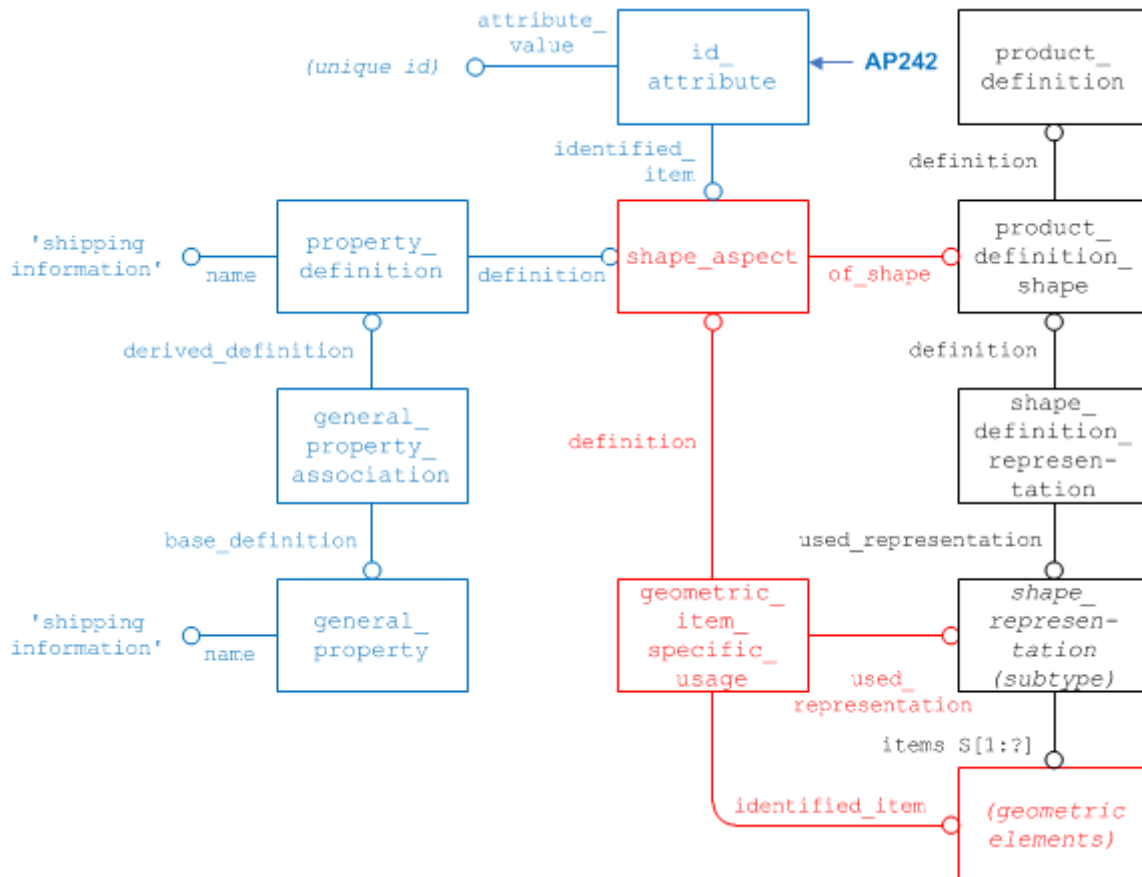 attribute_
value
(unique id)
id_
attribute
AP242
product_
definition
identified_
item
definition
'shipping
information'
name
property_
definition
definition
shape_aspect
of_shape
product_
definition_
shape
derived_definition
definition
general_
property_
association
definition
shape_
definition_
represen-
tation
base_definition
used_representation
'shipping
information'
name
general_
property
geometric_
item_
specific_
usage
used_
representation
shape_
represen-
tation
(subtype)
items S[1:?]
identified_item
(geometric
elements)